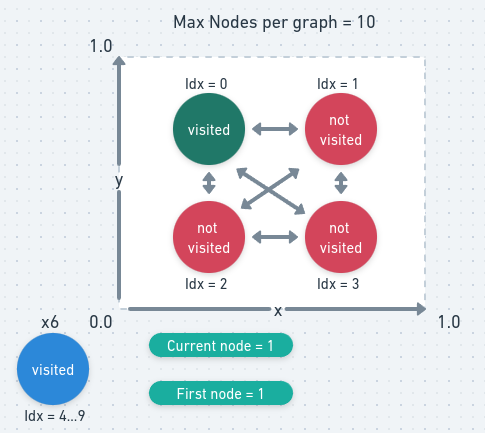 Max Nodes per graph = 10
1.0
Idx = 0
Idx = 1
visited
not
visited
y
not
visited
not
visited
Idx = 2
Idx = 3
x
x6
0.0
1.0
visited
Idx = 4...9
Current node = 1
First node = 1